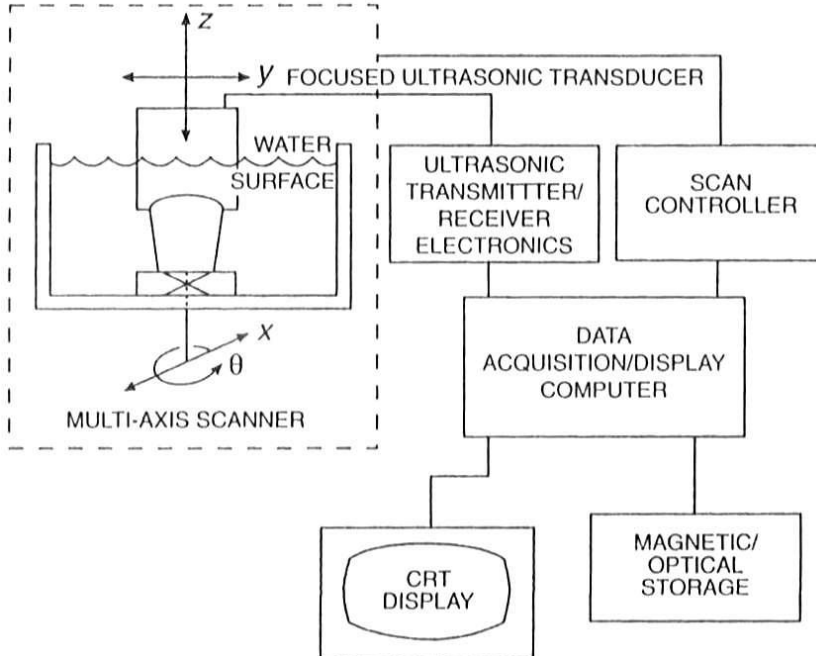 z
y
FOCUSED ULTRASONIC TRANSDUCER
WATER
SURFACE
ULTRASONIC
TRANSMITTTER/
RECEIVER
ELECTRONICS
SCAN
CONTROLLER
x
θ
MULTI-AXIS SCANNER
DATA
ACQUISITION/DISPLAY
COMPUTER
CRT
DISPLAY
MAGNETIC/
OPTICAL
STORAGE